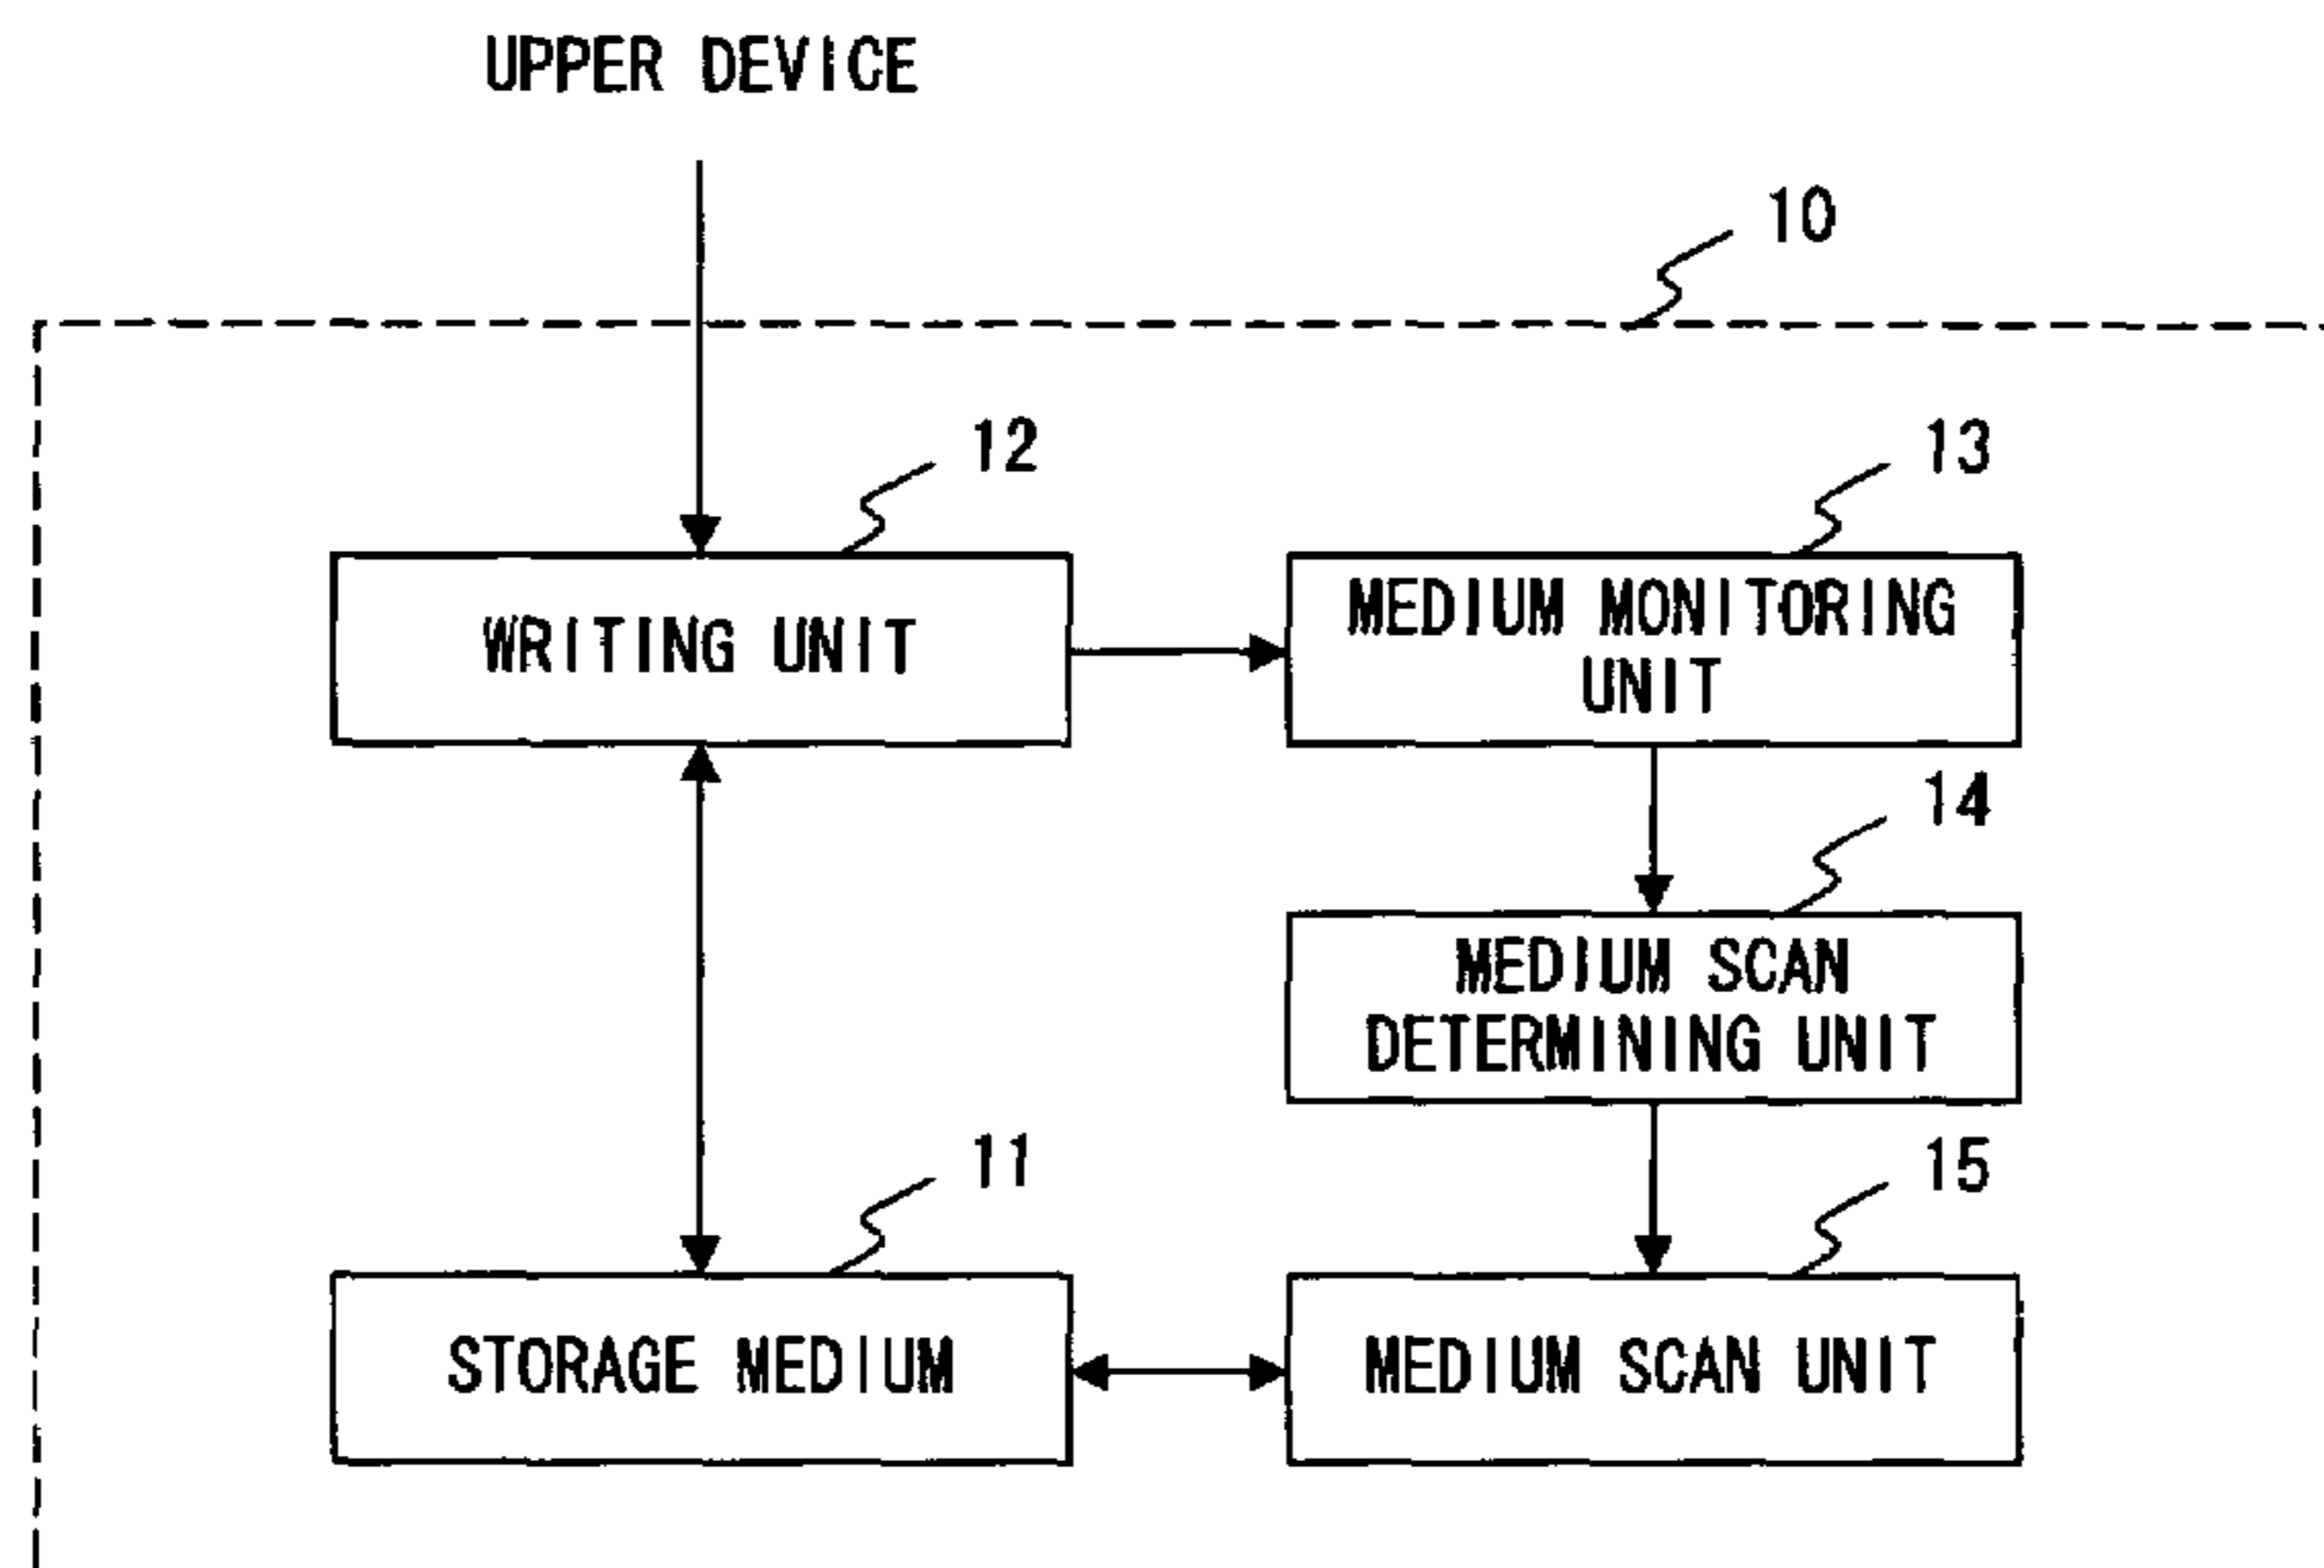 UPPER DEVICE
10
12
13
WRITING UNIT
MEDIUM MONITORING
UNIT
14
MEDIUM SCAN
DETERMINING UNIT
11
15
STORAGE MEDIUM
MEDIUM SCAN UNIT